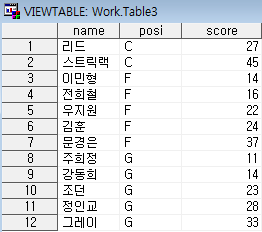 VIEWTABLE: Work.Table3
name posi score
1 리드 C 27
2 스트릭랙 C 45
3 이민형 F 14
4 전희철 F 16
5 우지원 F 22
6 김훈 F 24
7 문경은 F 37
8 주희정 G 11
9 강동희 G 14
10 조던 G 23
11 정인교 G 28
12 그레이 G 33